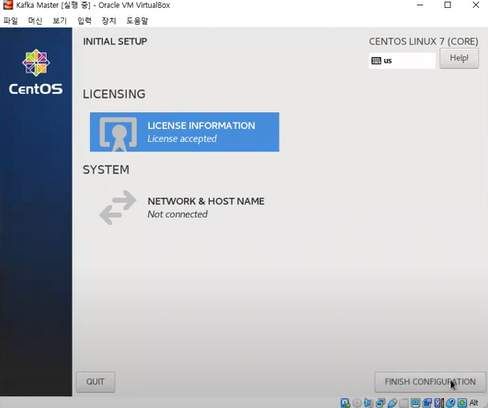 Kafka Master [실행 중] - Oracle VM VirtualBox
파일 머신 보기 입력 장치 도움말
INITIAL SETUP
CENTOS LINUX 7 (CORE)
us
Help!
CentOS
LICENSING
LICENSE INFORMATION
License accepted
SYSTEM
NETWORK & HOST NAME
Not connected
QUIT
FINISH CONFIGURATION
Alt